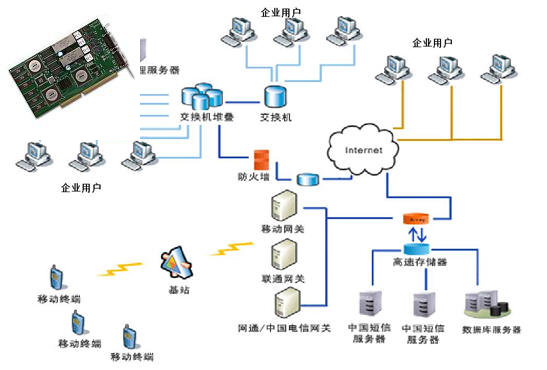 企业用户
企业用户
理服务器
交换机堆叠
交换机
Internet
防火墙
企业用户
移动网关
高速存储器
联通网关
基站
移动终端
网通/中国电信网关
中国短信
服务器
中国短信
服务器
数据库服务器
移动终端
移动终端